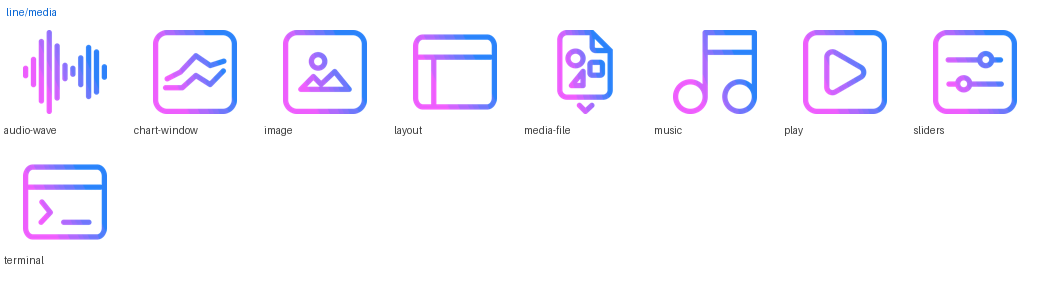 line/media
audio-wave chart-window image layout media-file music play sliders
terminal